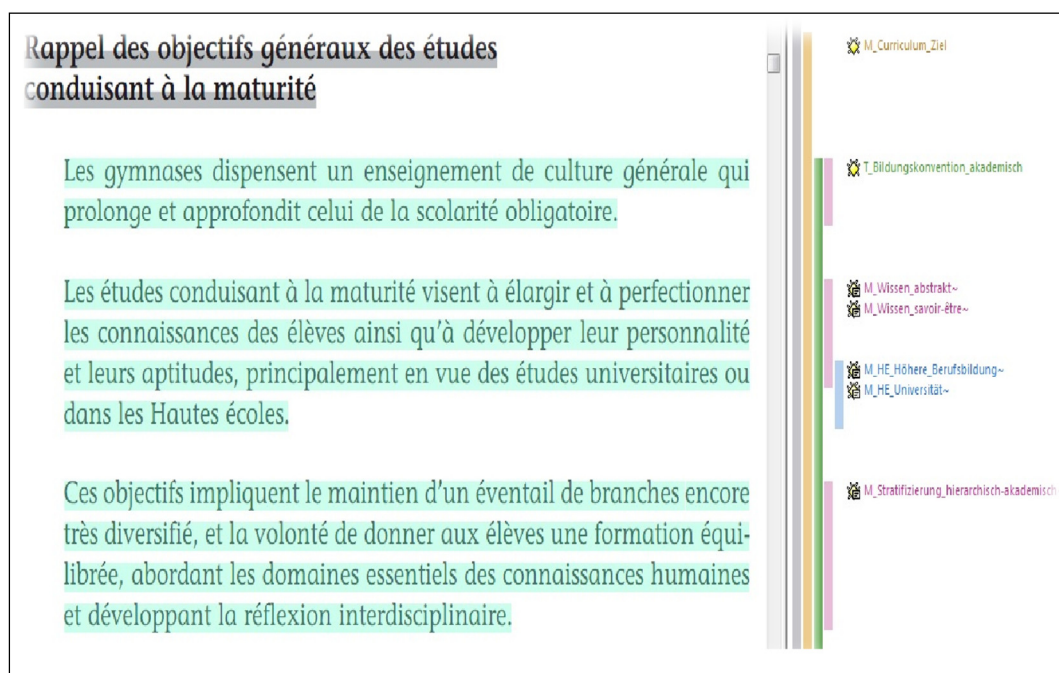 Rappel des objectifs généraux des études
conduisant à la maturité
Les gymnases dispensent un enseignement de culture générale qui
prolonge et approfondit celui de la scolarité obligatoire.
Les études conduisant à la maturité visent à élargir et à perfectionner
les connaissances des élèves ainsi qu'à développer leur personnalité
et leurs aptitudes, principalement en vue des études universitaires ou
dans les Hautes écoles.
Ces objectifs impliquent le maintien d'un éventail de branches encore
très diversifié, et la volonté de donner aux élèves une formation équi-
librée, abordant les domaines essentiels des connaissances humaines
et développant la réflexion interdisciplinaire.
M_Curriculum_Ziel
T_Bildungskonvention_akademisch
M_Wissen_abstrakt~
M_Wissen_savoir-être~
M_HE_Höhere_Berufsbildung~
M_HE_Universität~
M_Stratifizierung_hierarchisch-akademisch